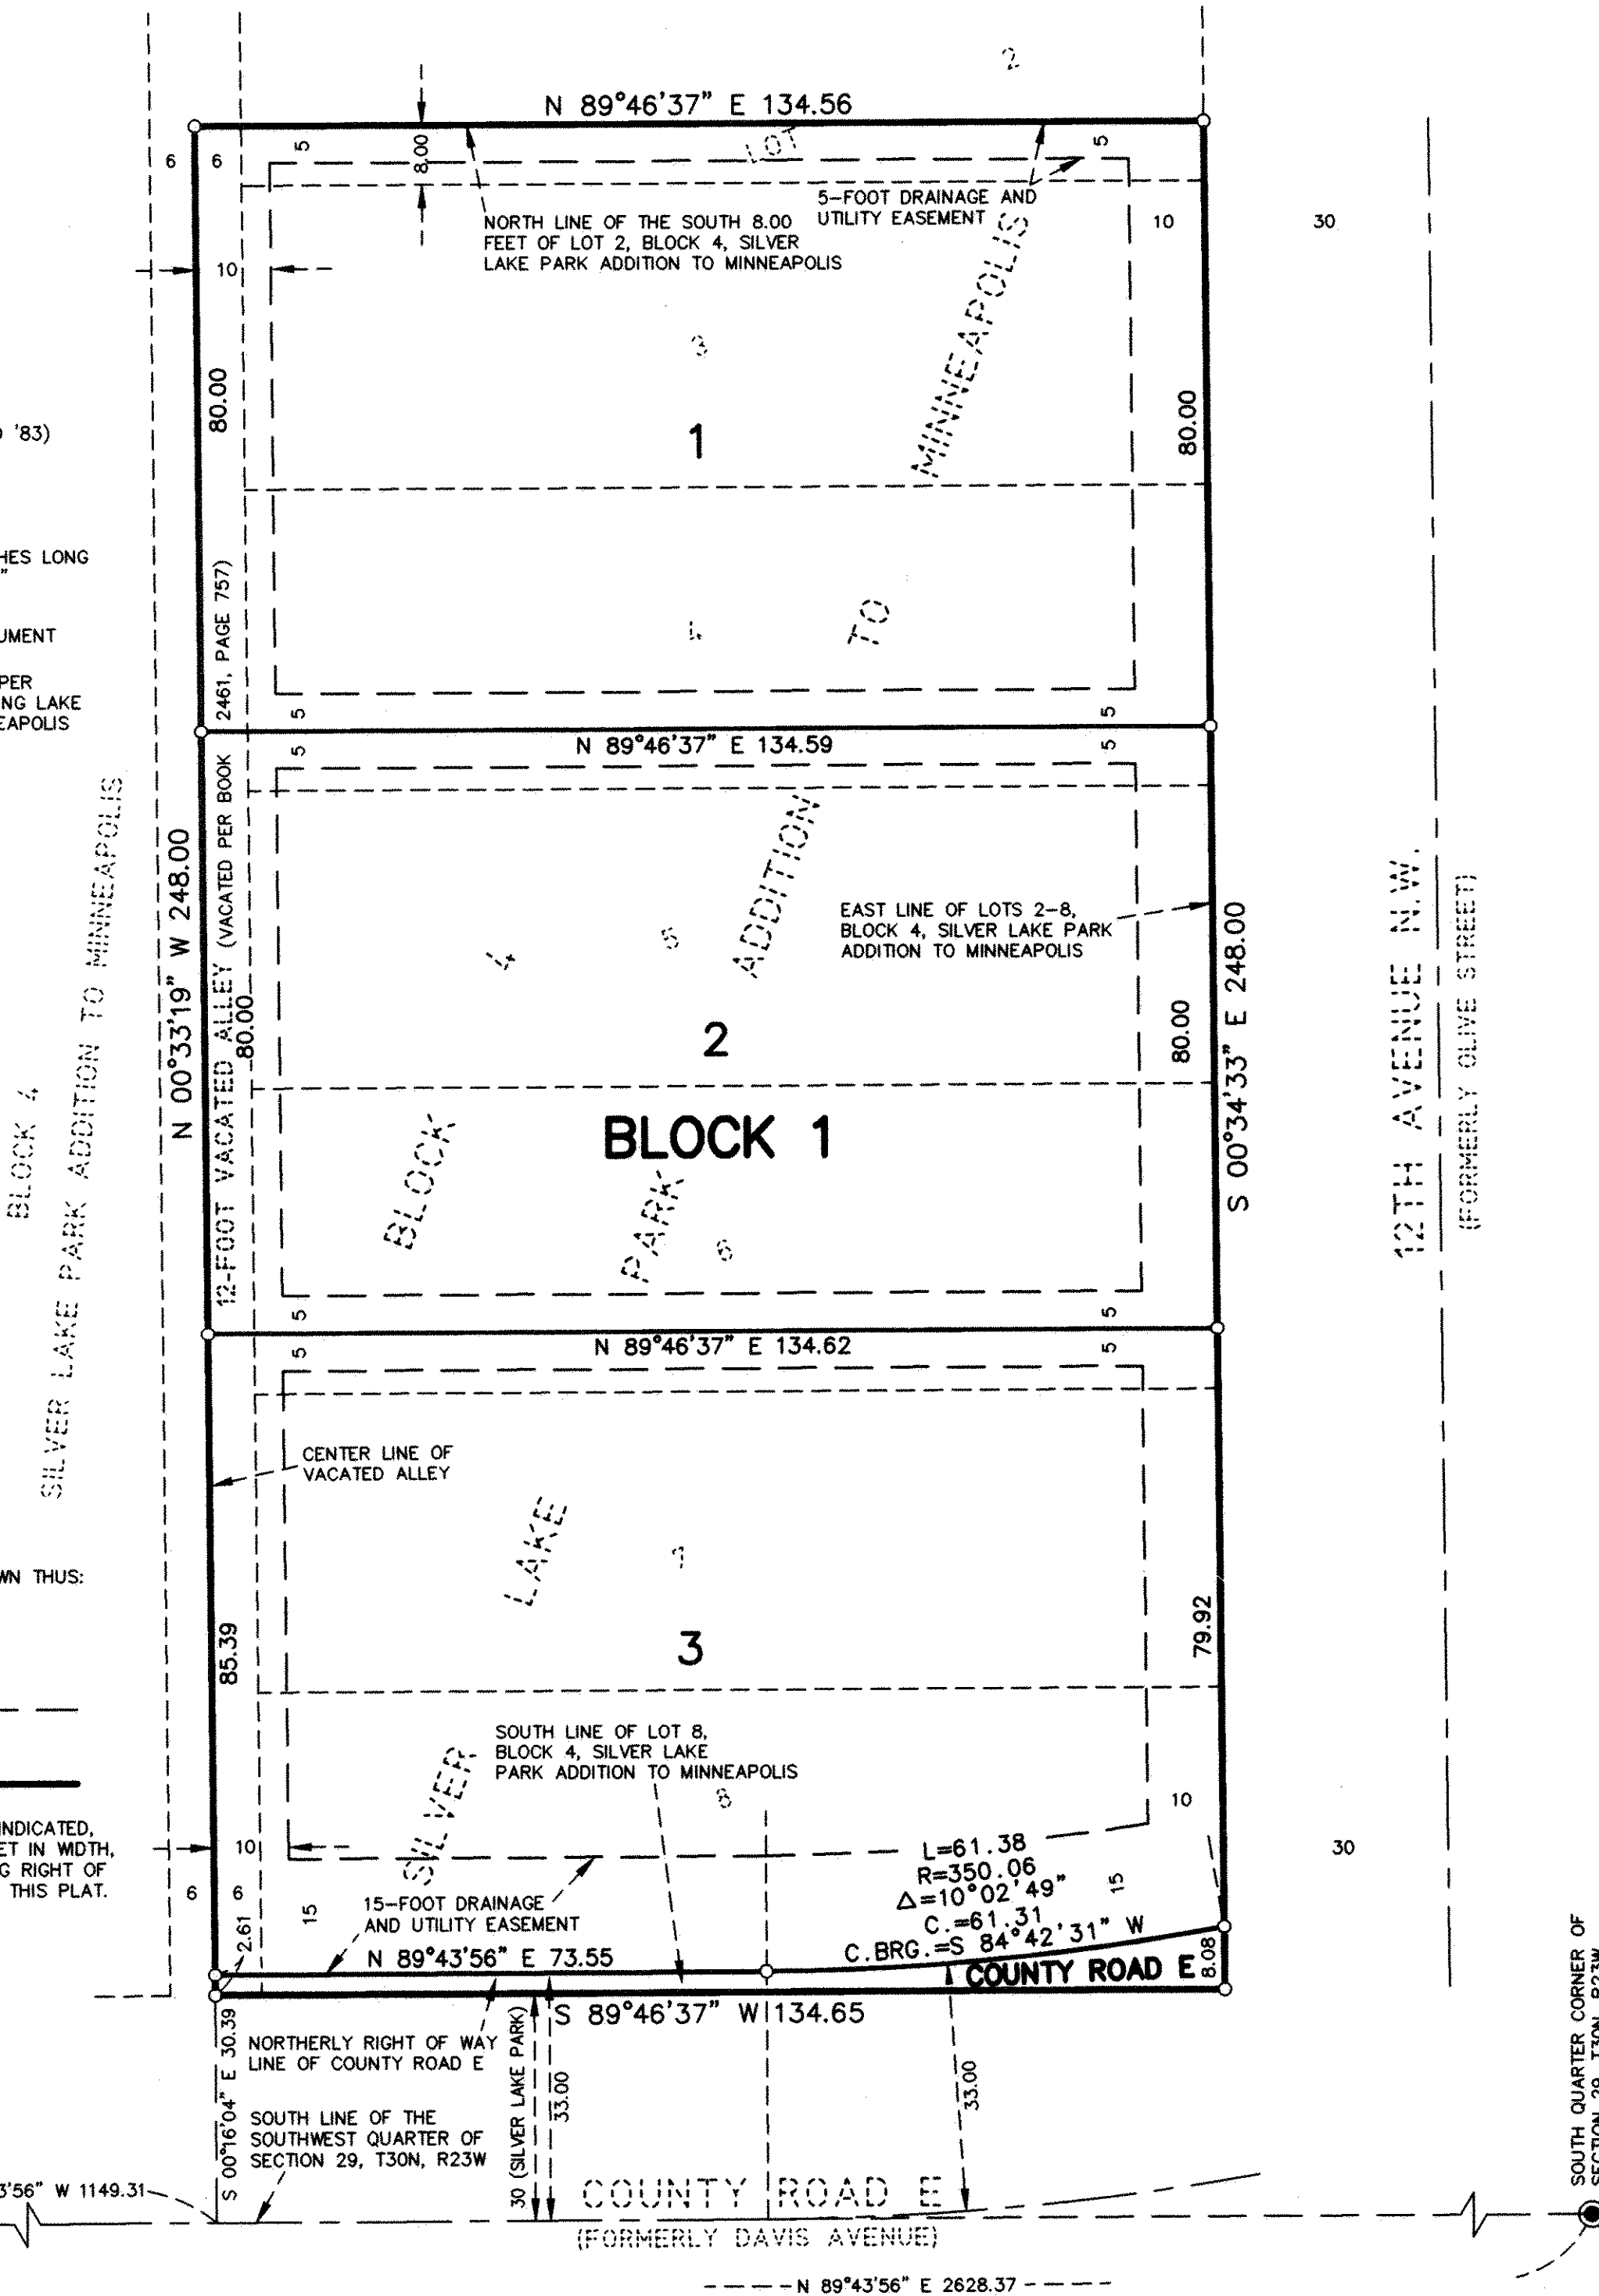 2
N 89°46'37" E 134.56
6
6
5
8.00
LOT
5
5-FOOT DRAINAGE AND
UTILITY EASEMENT
NORTH LINE OF THE SOUTH 8.00
FEET OF LOT 2, BLOCK 4, SILVER
LAKE PARK ADDITION TO MINNEAPOLIS
10
30
10
3
MINNEAPOLIS
80.00
1
80.00
'83)
HES LONG
"
UMENT
PER
NG LAKE
EAPOLIS
2461, PAGE 757)
4
TO
5
5
N 89°46'37" E 134.59
5
5
N 00°33'19" W 248.00
12-FOOT VACATED ALLEY (VACATED PER BOOK
80.00
ADDITION
4
5
EAST LINE OF LOTS 2-8,
BLOCK 4, SILVER LAKE PARK
ADDITION TO MINNEAPOLIS
S 00°34'33" E 248.00
12TH AVENUE N.W.
(FORMERLY OLIVE STREET)
BLOCK 4
SILVER LAKE PARK ADDITION TO MINNEAPOLIS
2
80.00
BLOCK 1
BLOCK
PARK
6
5
5
N 89°46'37" E 134.62
5
5
CENTER LINE OF
VACATED ALLEY
LAKE
7
WN THUS:
85.39
3
79.92
SOUTH LINE OF LOT 8,
BLOCK 4, SILVER LAKE
PARK ADDITION TO MINNEAPOLIS
SILVER
8
10
INDICATED,
ET IN WIDTH,
G RIGHT OF
THIS PLAT.
10
30
L=61.38
R=350.06
Δ=10°02'49"
C.=61.31
C.BRG.=S 84°42'31" W
15
6
6
15
15-FOOT DRAINAGE
AND UTILITY EASEMENT
2.61
N 89°43'56" E 73.55
COUNTY ROAD E
8.08
S 89°46'37" W 134.65
NORTHERLY RIGHT OF WAY
LINE OF COUNTY ROAD E
S 00°16'04" E 30.39
30 (SILVER LAKE PARK)
33.00
33.00
SOUTH LINE OF THE
SOUTHWEST QUARTER OF
SECTION 29, T30N, R23W
3'56" W 1149.31
COUNTY ROAD E
(FORMERLY DAVIS AVENUE)
SOUTH QUARTER CORNER OF
SECTION 29, T30N, R23W
N 89°43'56" E 2628.37